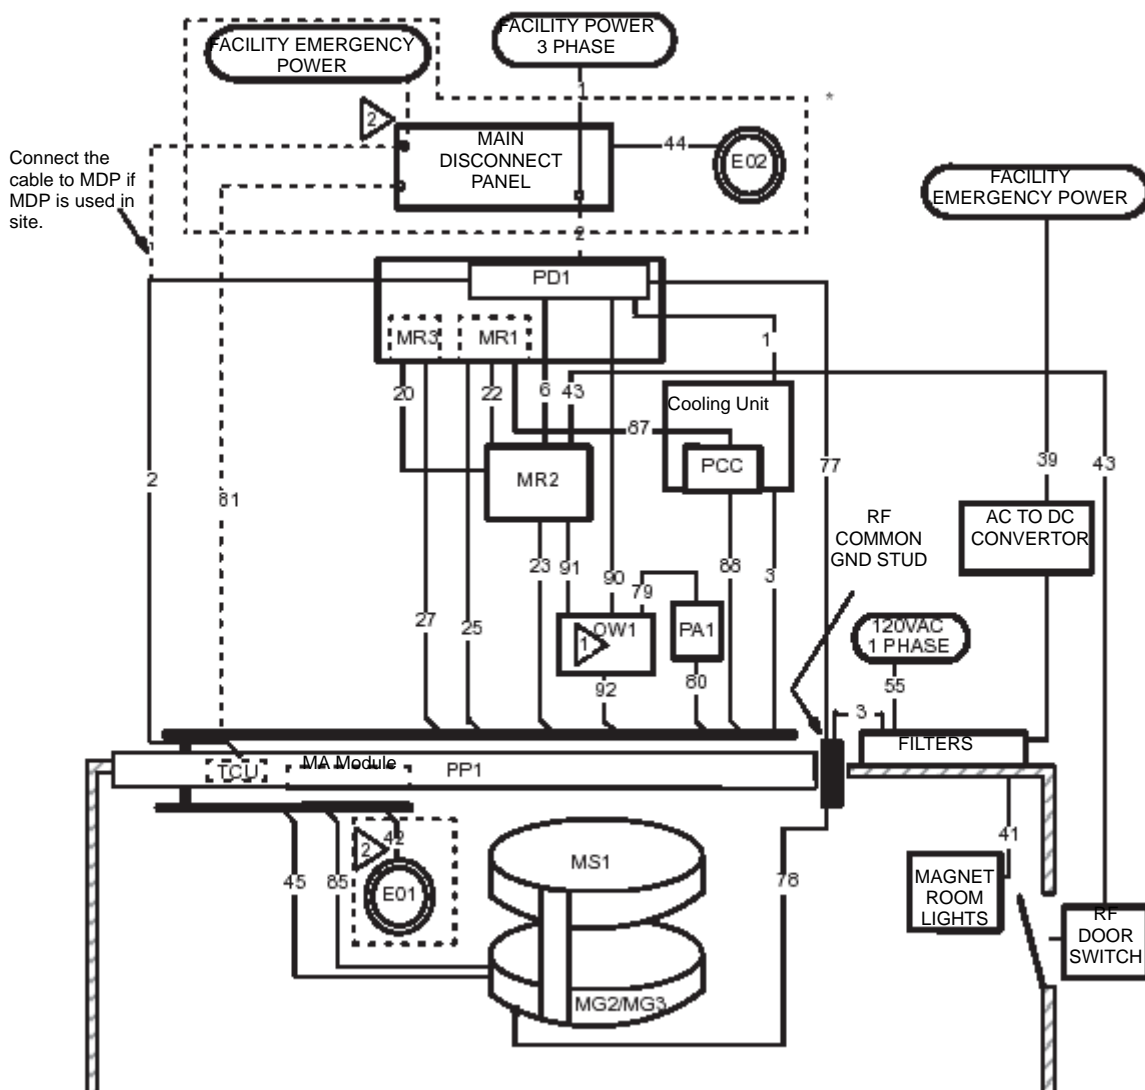 FACILITY EMERGENCY
POWER
FACILITY POWER
3 PHASE
1
*
2
MAIN
DISCONNECT
PANEL
44
E02
Connect the
cable to MDP if
MDP is used in
site.
FACILITY
EMERGENCY POWER
2
PD1
MR3
MR1
1
20
22
6
43
Cooling Unit
87
PCC
MR2
2
81
77
39
43
AC TO DC
CONVERTOR
RF
COMMON
GND STUD
23
91
90
79
88
3
27
25
1
OW1
PA1
120VAC
1 PHASE
92
80
55
3
FILTERS
TCU
MA Module
PP1
2
42
45
85
E01
MS1
78
41
MAGNET
ROOM
LIGHTS
RF
DOOR
SWITCH
MG2/MG3